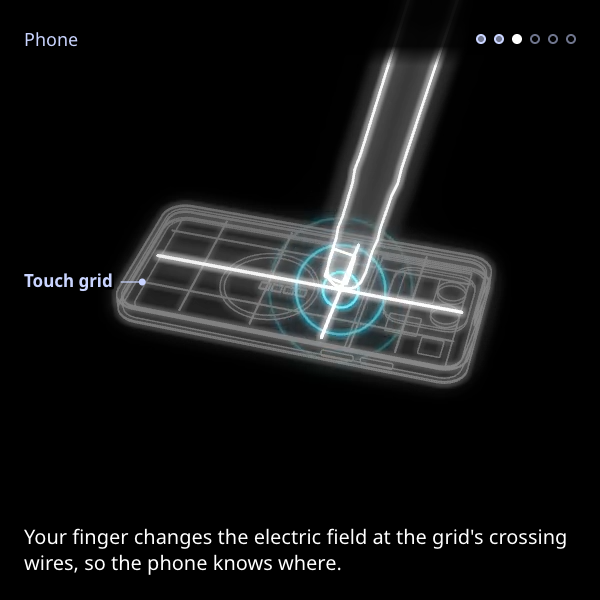 Phone
Touch grid
Your finger changes the electric field at the grid's crossing
wires, so the phone knows where.